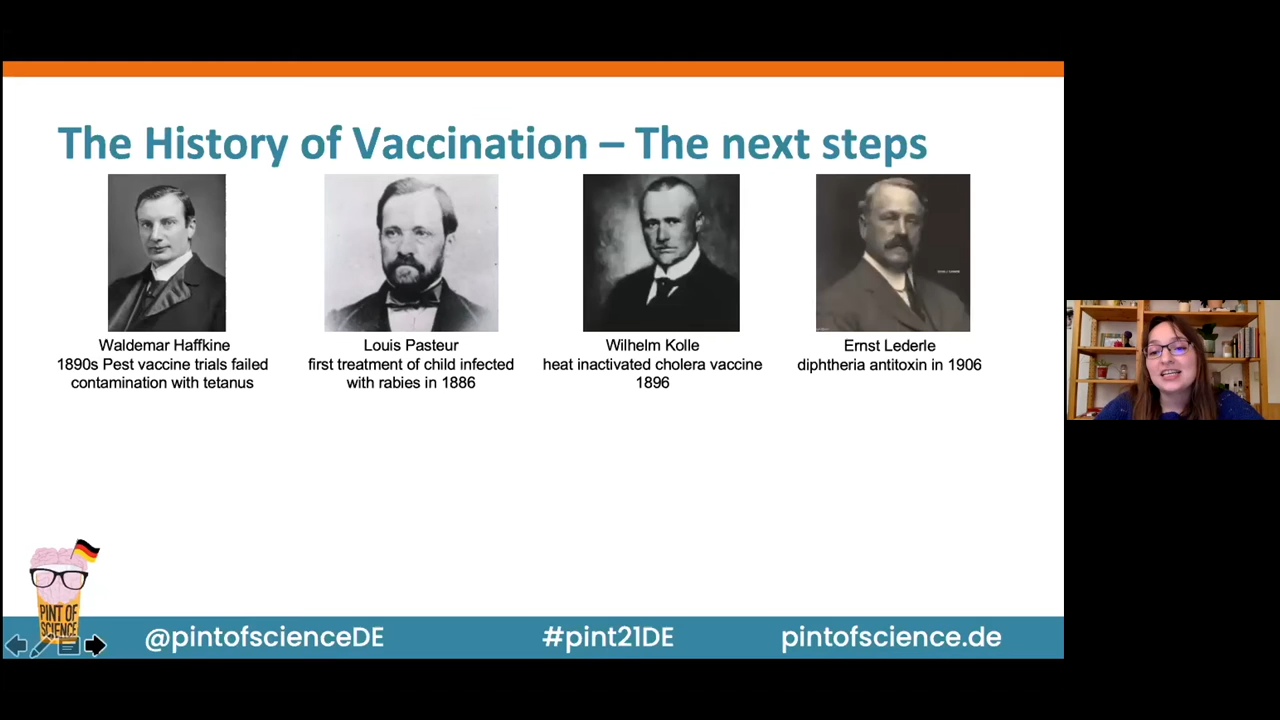 The History of Vaccination – The next steps
Waldemar Haffkine
1890s Pest vaccine trials failed
contamination with tetanus
Louis Pasteur
first treatment of child infected
with rabies in 1886
Wilhelm Kolle
heat inactivated cholera vaccine
1896
Ernst Lederle
diphtheria antitoxin in 1906
PINT OF
SCIENCE
@pintofscienceDE
#pint21DE
pintofscience.de